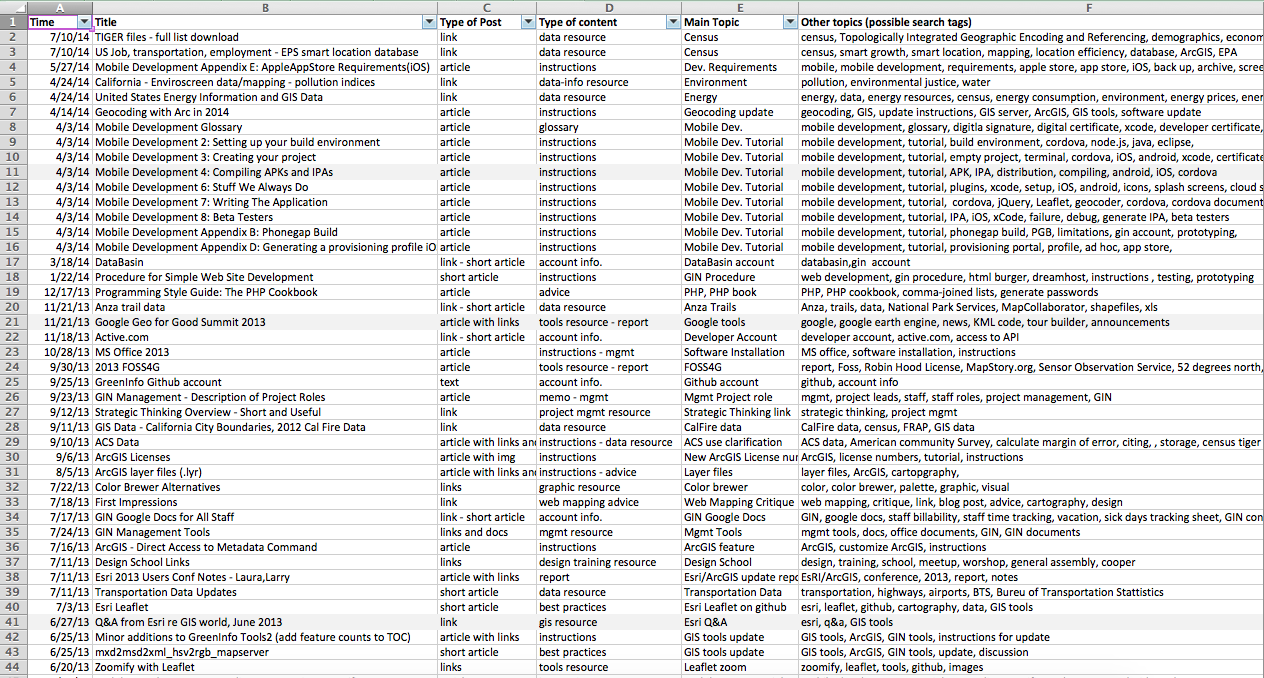 A B C D E F
1 Time Title Type of Post Type of content Main Topic Other topics (possible search tags)
2 7/10/14 TIGER files - full list download link data resource Census census, Topologically Integrated Geographic Encoding and Referencing, demographics, econom
3 7/10/14 US Job, transportation, employment - EPS smart location database link data resource Census census, smart growth, smart location, mapping, location efficiency, database, ArcGIS, EPA
4 5/27/14 Mobile Development Appendix E: AppleAppStore Requirements(iOS) article instructions Dev. Requirements mobile, mobile development, requirements, apple store, app store, iOS, back up, archive, scree
5 4/24/14 California - Enviroscreen data/mapping - pollution indices link data-info resource Environment pollution, environmental justice, water
6 4/24/14 United States Energy Information and GIS Data link data resource Energy energy, data, energy resources, census, energy consumption, environment, energy prices, ener
7 4/14/14 Geocoding with Arc in 2014 article instructions Geocoding update geocoding, GIS, update instructions, GIS server, ArcGIS, GIS tools, software update
8 4/3/14 Mobile Development Glossary article glossary Mobile Dev. mobile development, glossary, digitla signature, digital certificate, xcode, developer certificate,
9 4/3/14 Mobile Development 2: Setting up your build environment article instructions Mobile Dev. Tutorial mobile development, tutorial, build environment, cordova, node.js, java, eclipse,
10 4/3/14 Mobile Development 3: Creating your project article instructions Mobile Dev. Tutorial mobile development, tutorial, empty project, terminal, cordova, iOS, android, xcode, certificate
11 4/3/14 Mobile Development 4: Compiling APKs and IPAs article instructions Mobile Dev. Tutorial mobile development, tutorial, APK, IPA, distribution, compiling, android, iOS, cordova
12 4/3/14 Mobile Development 6: Stuff We Always Do article instructions Mobile Dev. Tutorial mobile development, tutorial, plugins, xcode, setup, iOS, android, icons, splash screens, cloud s
13 4/3/14 Mobile Development 7: Writing The Application article instructions Mobile Dev. Tutorial mobile development, tutorial, cordova, jQuery, Leaflet, geocoder, cordova, cordova document
14 4/3/14 Mobile Development 8: Beta Testers article instructions Mobile Dev. Tutorial mobile development, tutorial, IPA, iOS, xCode, failure, debug, generate IPA, beta testers
15 4/3/14 Mobile Development Appendix B: Phonegap Build article instructions Mobile Dev. Tutorial mobile development, tutorial, phonegap build, PGB, limitations, gin account, prototyping,
16 4/3/14 Mobile Development Appendix D: Generating a provisioning profile iO article instructions Mobile Dev. Tutorial mobile development, tutorial, provisioning portal, profile, ad hoc, app store,
17 3/18/14 DataBasin link - short article account info. DataBasin account databasin,gin account
18 1/22/14 Procedure for Simple Web Site Development short article instructions GIN Procedure web development, gin procedure, html burger, dreamhost, instructions , testing, prototyping
19 12/17/13 Programming Style Guide: The PHP Cookbook article advice PHP, PHP book PHP, PHP cookbook, comma-joined lists, generate passwords
20 11/21/13 Anza trail data link - short article data resource Anza Trails Anza, trails, data, National Park Services, MapCollaborator, shapefiles, xls
21 11/21/13 Google Geo for Good Summit 2013 article with links tools resource - report Google tools google, google earth engine, news, KML code, tour builder, announcements
22 11/18/13 Active.com link - short article account info. Developer Account developer account, active.com, access to API
23 10/28/13 MS Office 2013 article instructions - mgmt Software Installation MS office, software installation, instructions
24 9/30/13 2013 FOSS4G article tools resource - report FOSS4G report, Foss, Robin Hood License, MapStory.org, Sensor Observation Service, 52 degrees north,
25 9/25/13 GreenInfo Github account text account info. Github account github, account info
26 9/23/13 GIN Management - Description of Project Roles article memo - mgmt Mgmt Project role mgmt, project leads, staff, staff roles, project management, GIN
27 9/12/13 Strategic Thinking Overview - Short and Useful link project mgmt resource Strategic Thinking link strategic thinking, project mgmt
28 9/11/13 GIS Data - California City Boundaries, 2012 Cal Fire Data link data resource CalFire data CalFire data, census, FRAP, GIS data
29 9/10/13 ACS Data article with links and instructions - data resource ACS use clarification ACS data, American community Survey, calculate margin of error, citing, , storage, census tiger
30 9/6/13 ArcGIS Licenses article with img instructions New ArcGIS License nur ArcGIS, license numbers, tutorial, instructions
31 8/5/13 ArcGIS layer files (.lyr) article with links and instructions - advice Layer files layer files, ArcGIS, cartopgraphy,
32 7/22/13 Color Brewer Alternatives links graphic resource Color brewer color, color brewer, palette, graphic, visual
33 7/18/13 First Impressions link web mapping advice Web Mapping Critique web mapping, critique, link, blog post, advice, cartography, design
34 7/17/13 GIN Google Docs for All Staff link - short article account info. GIN Google Docs GIN, google docs, staff billability, staff time tracking, vacation, sick days tracking sheet, GIN con
35 7/24/13 GIN Management Tools links and docs mgmt resource Mgmt Tools mgmt tools, docs, office documents, GIN, GIN documents
36 7/16/13 ArcGIS - Direct Access to Metadata Command article instructions ArcGIS feature ArcGIS, customize ArcGIS, instructions
37 7/11/13 Design School Links link design training resource Design School design, training, school, meetup, worshop, general assembly, cooper
38 7/11/13 Esri 2013 Users Conf Notes - Laura,Larry article with links report Esri/ArcGIS update repo EsRI/ArcGIS, conference, 2013, report, notes
39 7/11/13 Transportation Data Updates short article data resource Transportation Data transportation, highways, airports, BTS, Bureu of Transportation Stattistics
40 7/3/13 Esri Leaflet short article best practices Esri Leaflet on github esri, leaflet, github, cartography, data, GIS tools
41 6/27/13 Q&A from Esri re GIS world, June 2013 link gis resource Esri Q&A esri, q&a, GIS tools
42 6/25/13 Minor additions to GreenInfo Tools2 (add feature counts to TOC) article with links instructions GIS tools update GIS tools, ArcGIS, GIN tools, instructions for update
43 6/25/13 mxd2msd2xml_hsv2rgb_mapserver short article best practices GIS tools update GIS tools, ArcGIS, GIN tools, update, discussion
44 6/20/13 Zoomify with Leaflet links tools resource Leaflet zoom zoomify, leaflet, tools, github, images